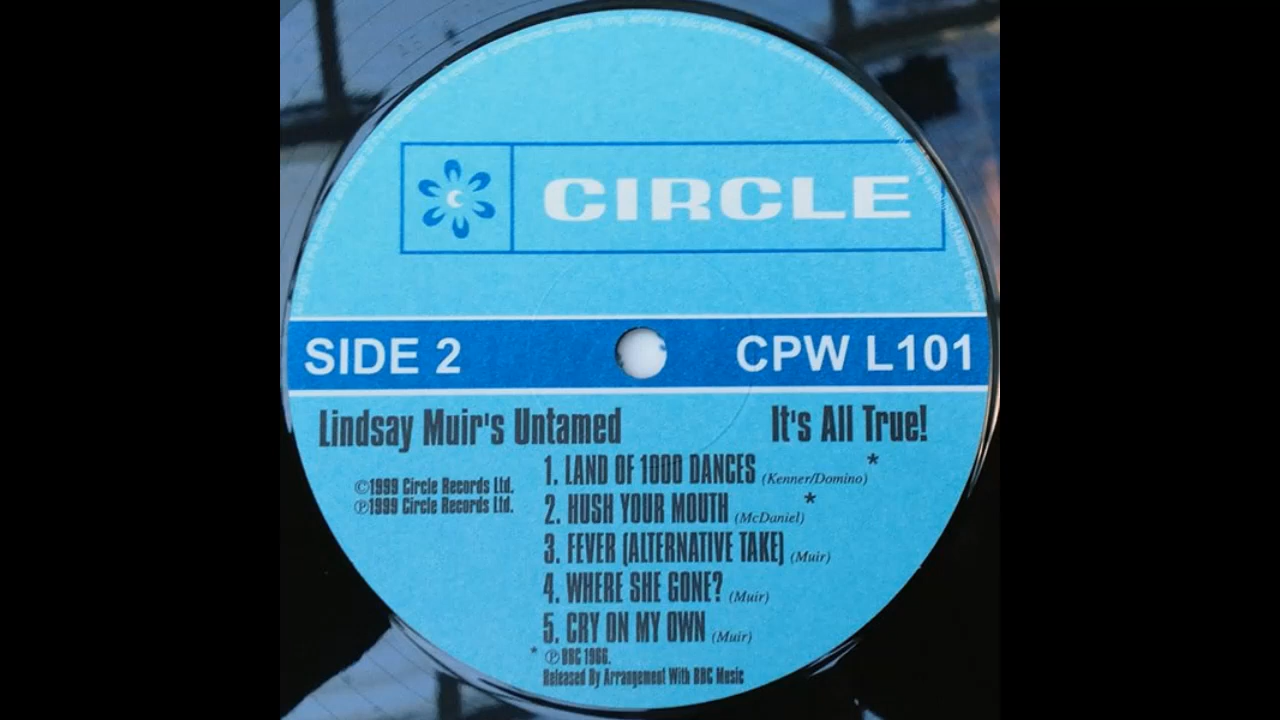 CIRCLE
SIDE 2
CPW L101
Lindsay Muir's Untamed
It's All True!
1. LAND OF 1000 DANCES (Kenner/Domino) *
2. HUSH YOUR MOUTH (McDaniel) *
©1999 Circle Records Ltd.
℗1999 Circle Records Ltd.
3. FEVER (ALTERNATIVE TAKE) (Muir)
4. WHERE SHE GONE? (Muir)
5. CRY ON MY OWN (Muir)
* ℗ BBC 1966.
Released By Arrangement With BBC Music